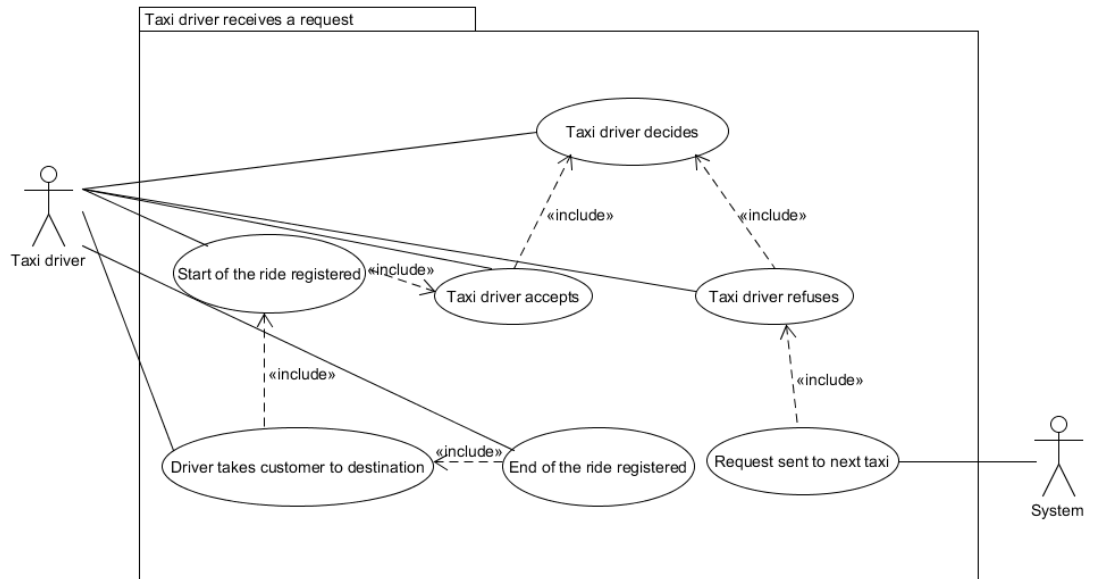 Taxi driver receives a request
Taxi driver decides
«include»
«include»
Taxi driver
Start of the ride registered
«include»
Taxi driver accepts
Taxi driver refuses
«include»
«include»
Driver takes customer to destination
«include»
End of the ride registered
Request sent to next taxi
System